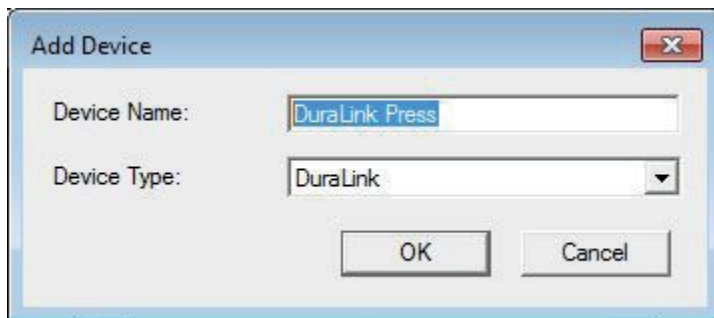 Add Device
Device Name: DuraLink Press
Device Type: DuraLink
OK Cancel